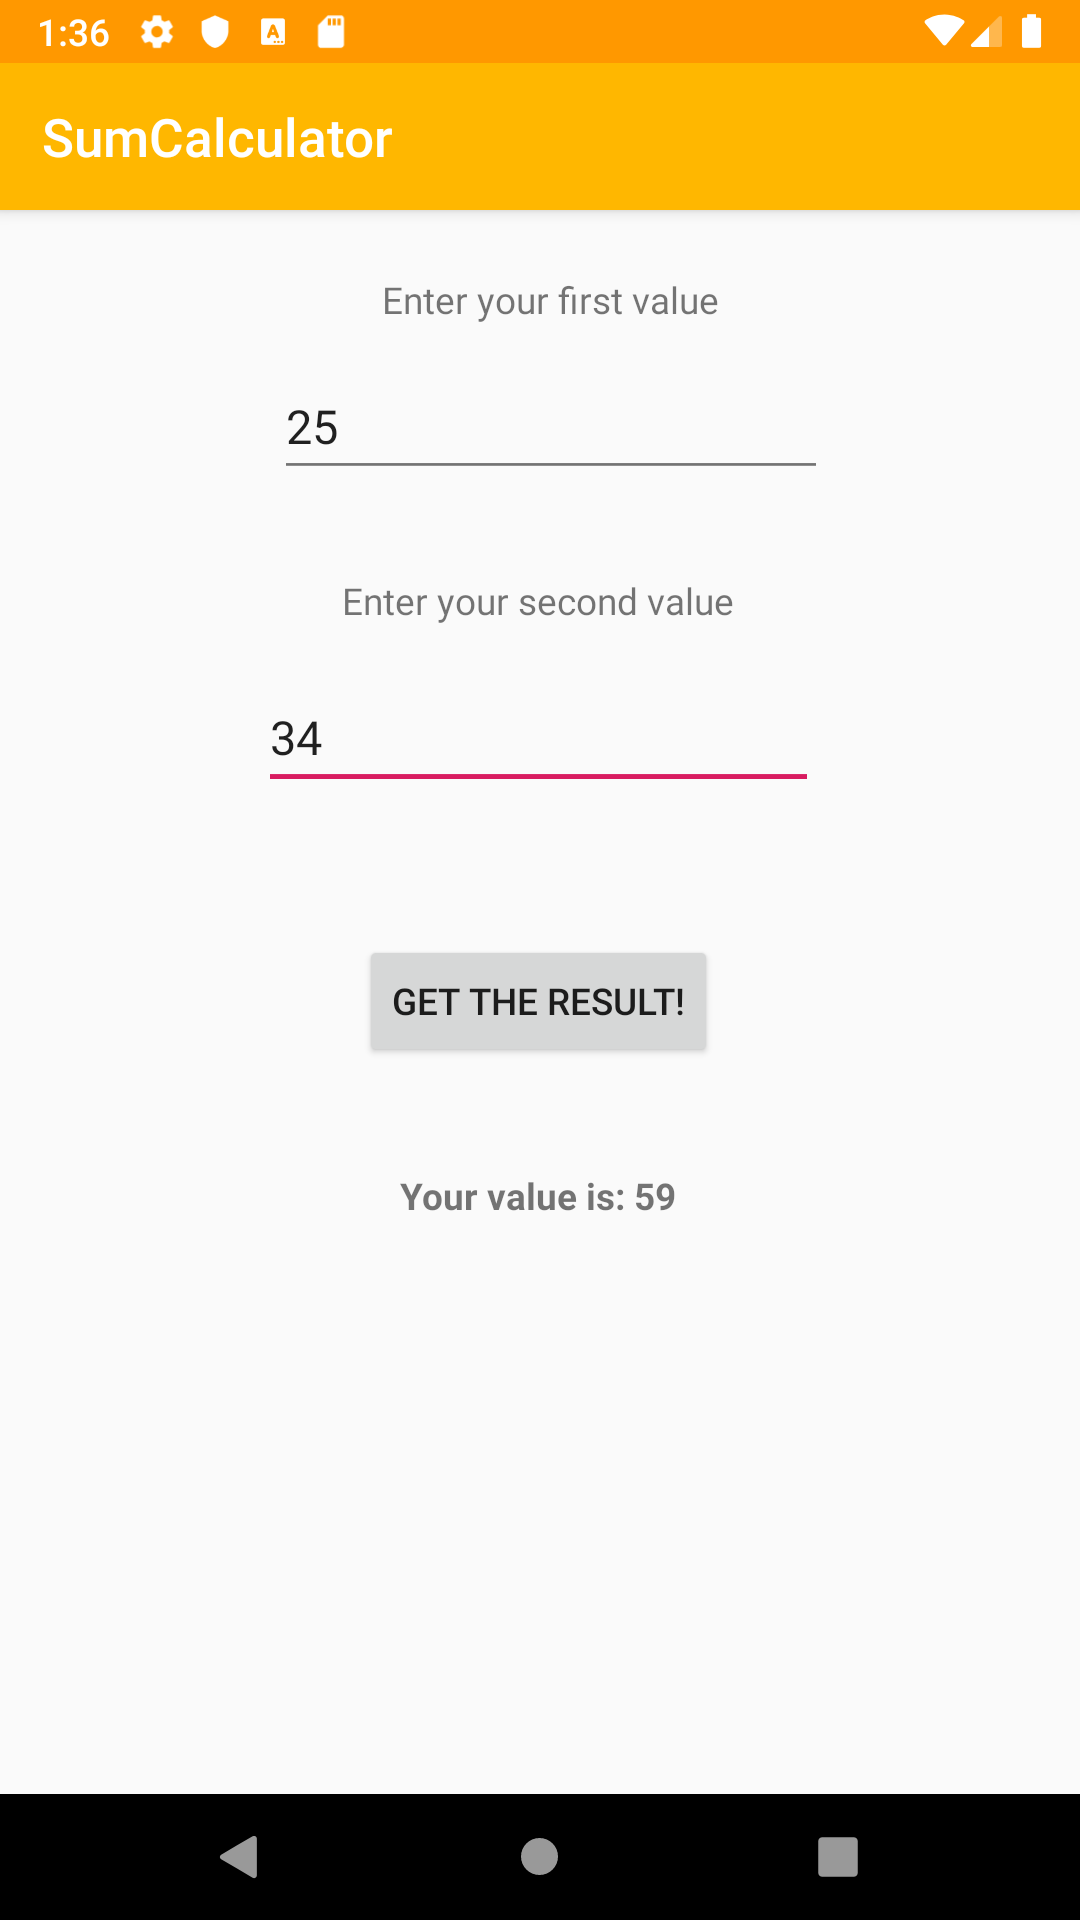 1:36
SumCalculator
Enter your first value
25
Enter your second value
34
GET THE RESULT!
Your value is: 59